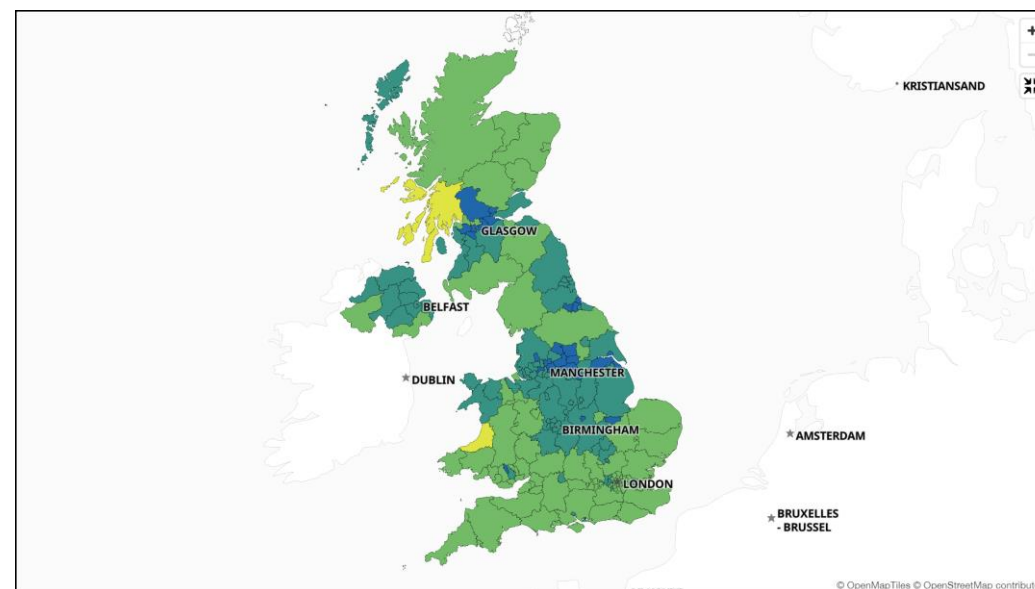 +
−
KRISTIANSAND
GLASGOW
BELFAST
DUBLIN
MANCHESTER
BIRMINGHAM
AMSTERDAM
LONDON
BRUXELLES
- BRUSSEL
© OpenMapTiles © OpenStreetMap contribut